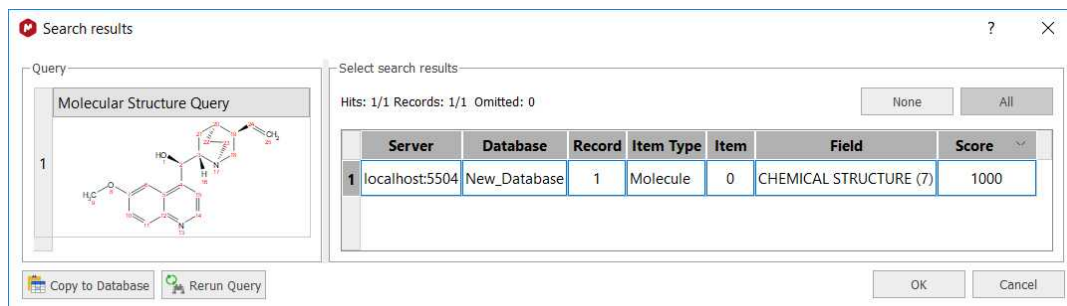 Search results
?
Query
Select search results
Molecular Structure Query
Hits: 1/1 Records: 1/1 Omitted: 0
None
All
Server Database Record Item Type Item Field Score
1 localhost:5504 New_Database 1 Molecule 0 CHEMICAL STRUCTURE (7) 1000
1
HO
H
N
CH₂
H₃C
O
N
Copy to Database
Rerun Query
OK
Cancel